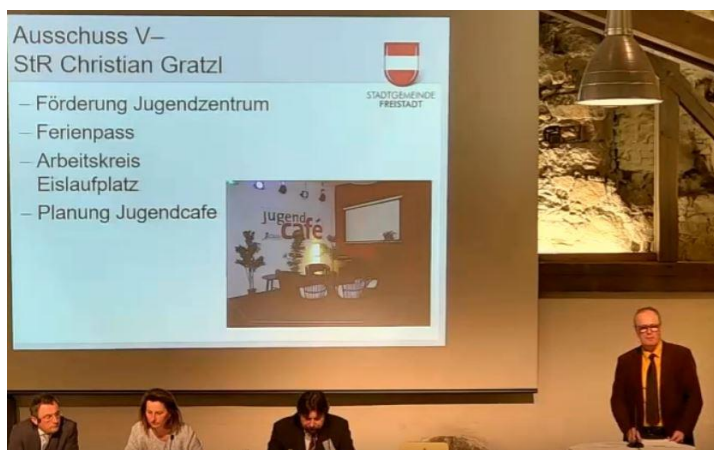 Ausschuss V–
StR Christian Gratzl
STADTGEMEINDE
FREISTADT
– Förderung Jugendzentrum
– Ferienpass
– Arbeitskreis
Eislaufplatz
– Planung Jugendcafe
jugend
café